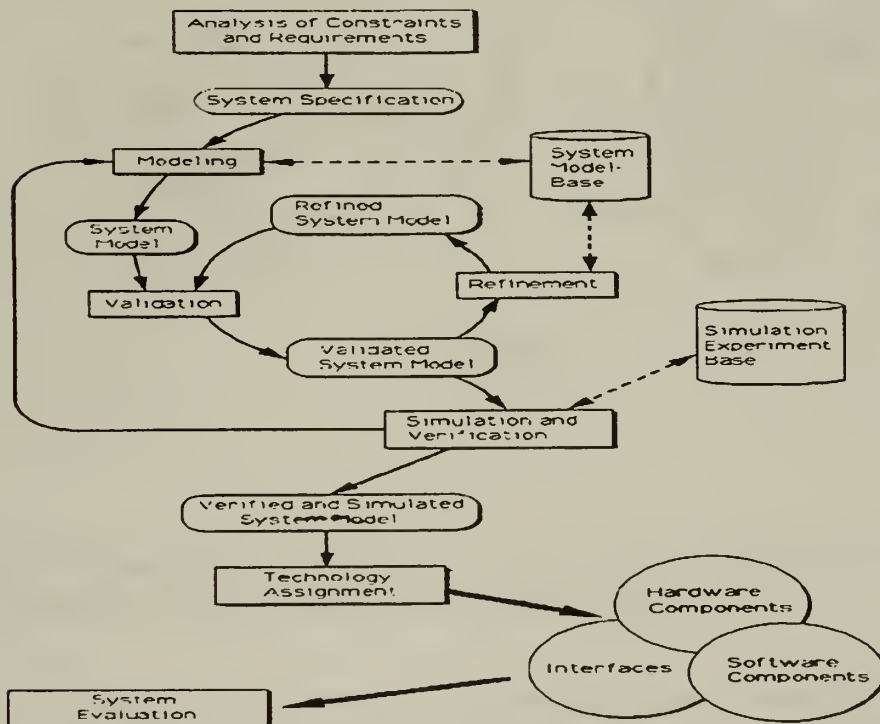 Analysis of Constraints
and Requirements
System Specification
Modeling
System
Model-
Base
Refined
System Model
System
Model
Refinement
Validation
Simulation
Experiment
Base
Validated
System Model
Simulation and
Verification
Verified and Simulated
System Model
Technology
Assignment
Hardware
Components
Interfaces
Software
Components
System
Evaluation